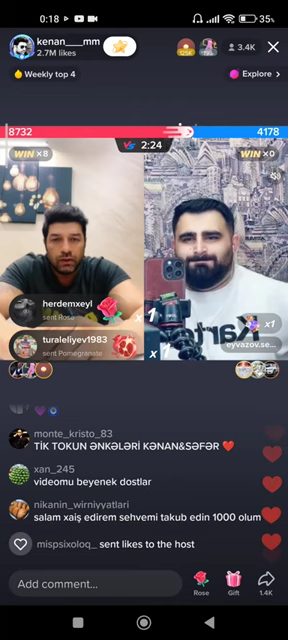 0:18
35%
kenan___mm
2.7M likes
3.4K
Weekly top 4
Explore >
8732
4178
VS 2:24
WIN ×8
WIN ×0
herdemxeyl
sent Rose
x 1
turaleliyev1983
sent Pomegranate
x
x1
eyvazov.se...
monte_kristo_83
TİK TOKUN ƏNKƏLƏRİ KƏNAN&SƏFƏR ❤️
xan_245
videomu beyenek dostlar
nikanin_wirniyyatlari
salam xaiş edirem sehvemi takub edin 1000 olum
mispsixoloq_ sent likes to the host
Add comment...
Rose
Gift
1.4K